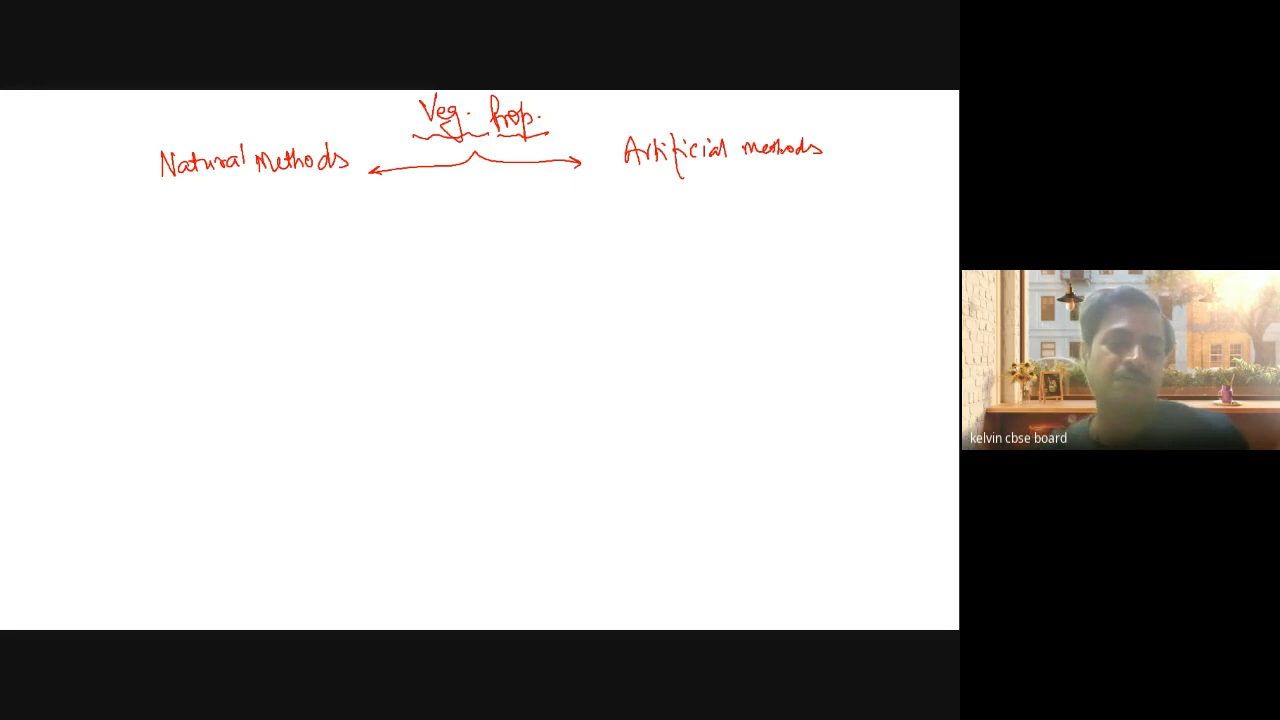 Veg. Prop.
Natural Methods Artificial methods
kelvin cbse board